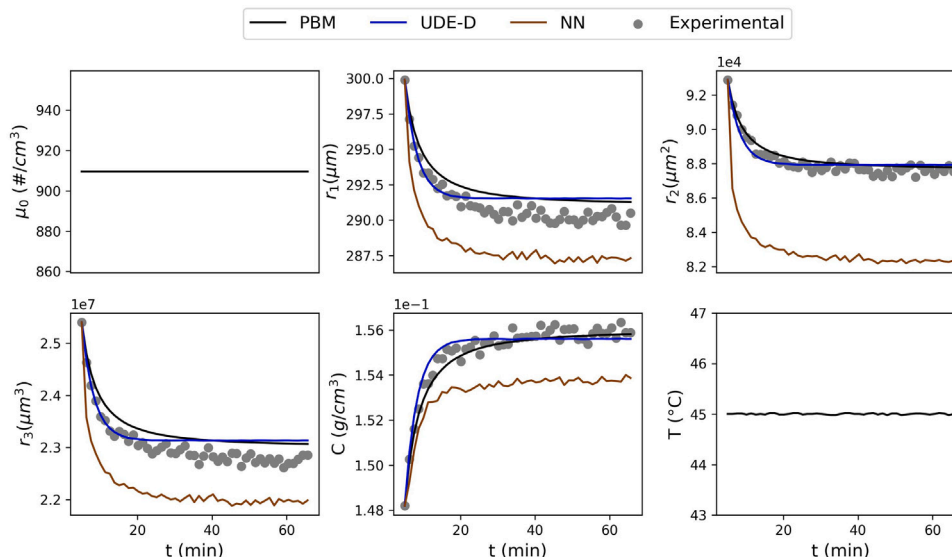 PBM UDE-D NN Experimental
1e4
μ0 (#/cm3)
940
920
900
880
860
r1(μm)
300.0
297.5
295.0
292.5
290.0
287.5
r2(μm2)
9.2
9.0
8.8
8.6
8.4
8.2
1e7
1e−1
r3(μm3)
2.5
2.4
2.3
2.2
20 40 60
t (min)
C (g/cm3)
1.56
1.54
1.52
1.50
1.48
20 40 60
t (min)
T (°C)
47
46
45
44
43
20 40 60
t (min)